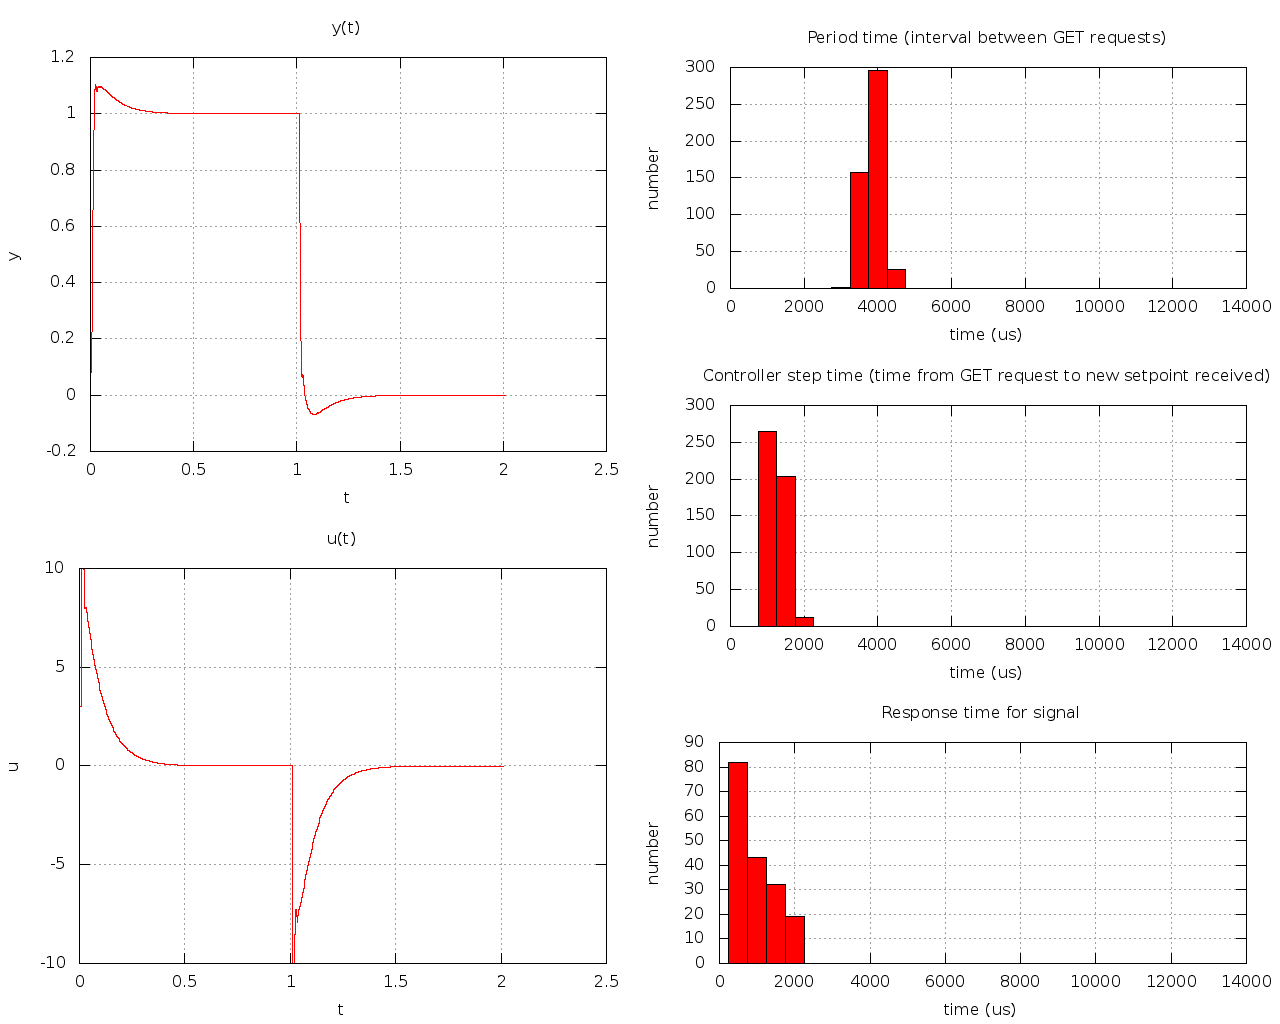 y(t)
1.2
1
0.8
0.6
0.4
0.2
0
-0.2
y
0 0.5 1 1.5 2 2.5
t
u(t)
10
5
0
-5
-10
u
0 0.5 1 1.5 2 2.5
t
Period time (interval between GET requests)
300
250
200
150
100
50
0
number
0 2000 4000 6000 8000 10000 12000 14000
time (us)
Controller step time (time from GET request to new setpoint received)
300
250
200
150
100
50
0
number
0 2000 4000 6000 8000 10000 12000 14000
time (us)
Response time for signal
90
80
70
60
50
40
30
20
10
0
number
0 2000 4000 6000 8000 10000 12000 14000
time (us)